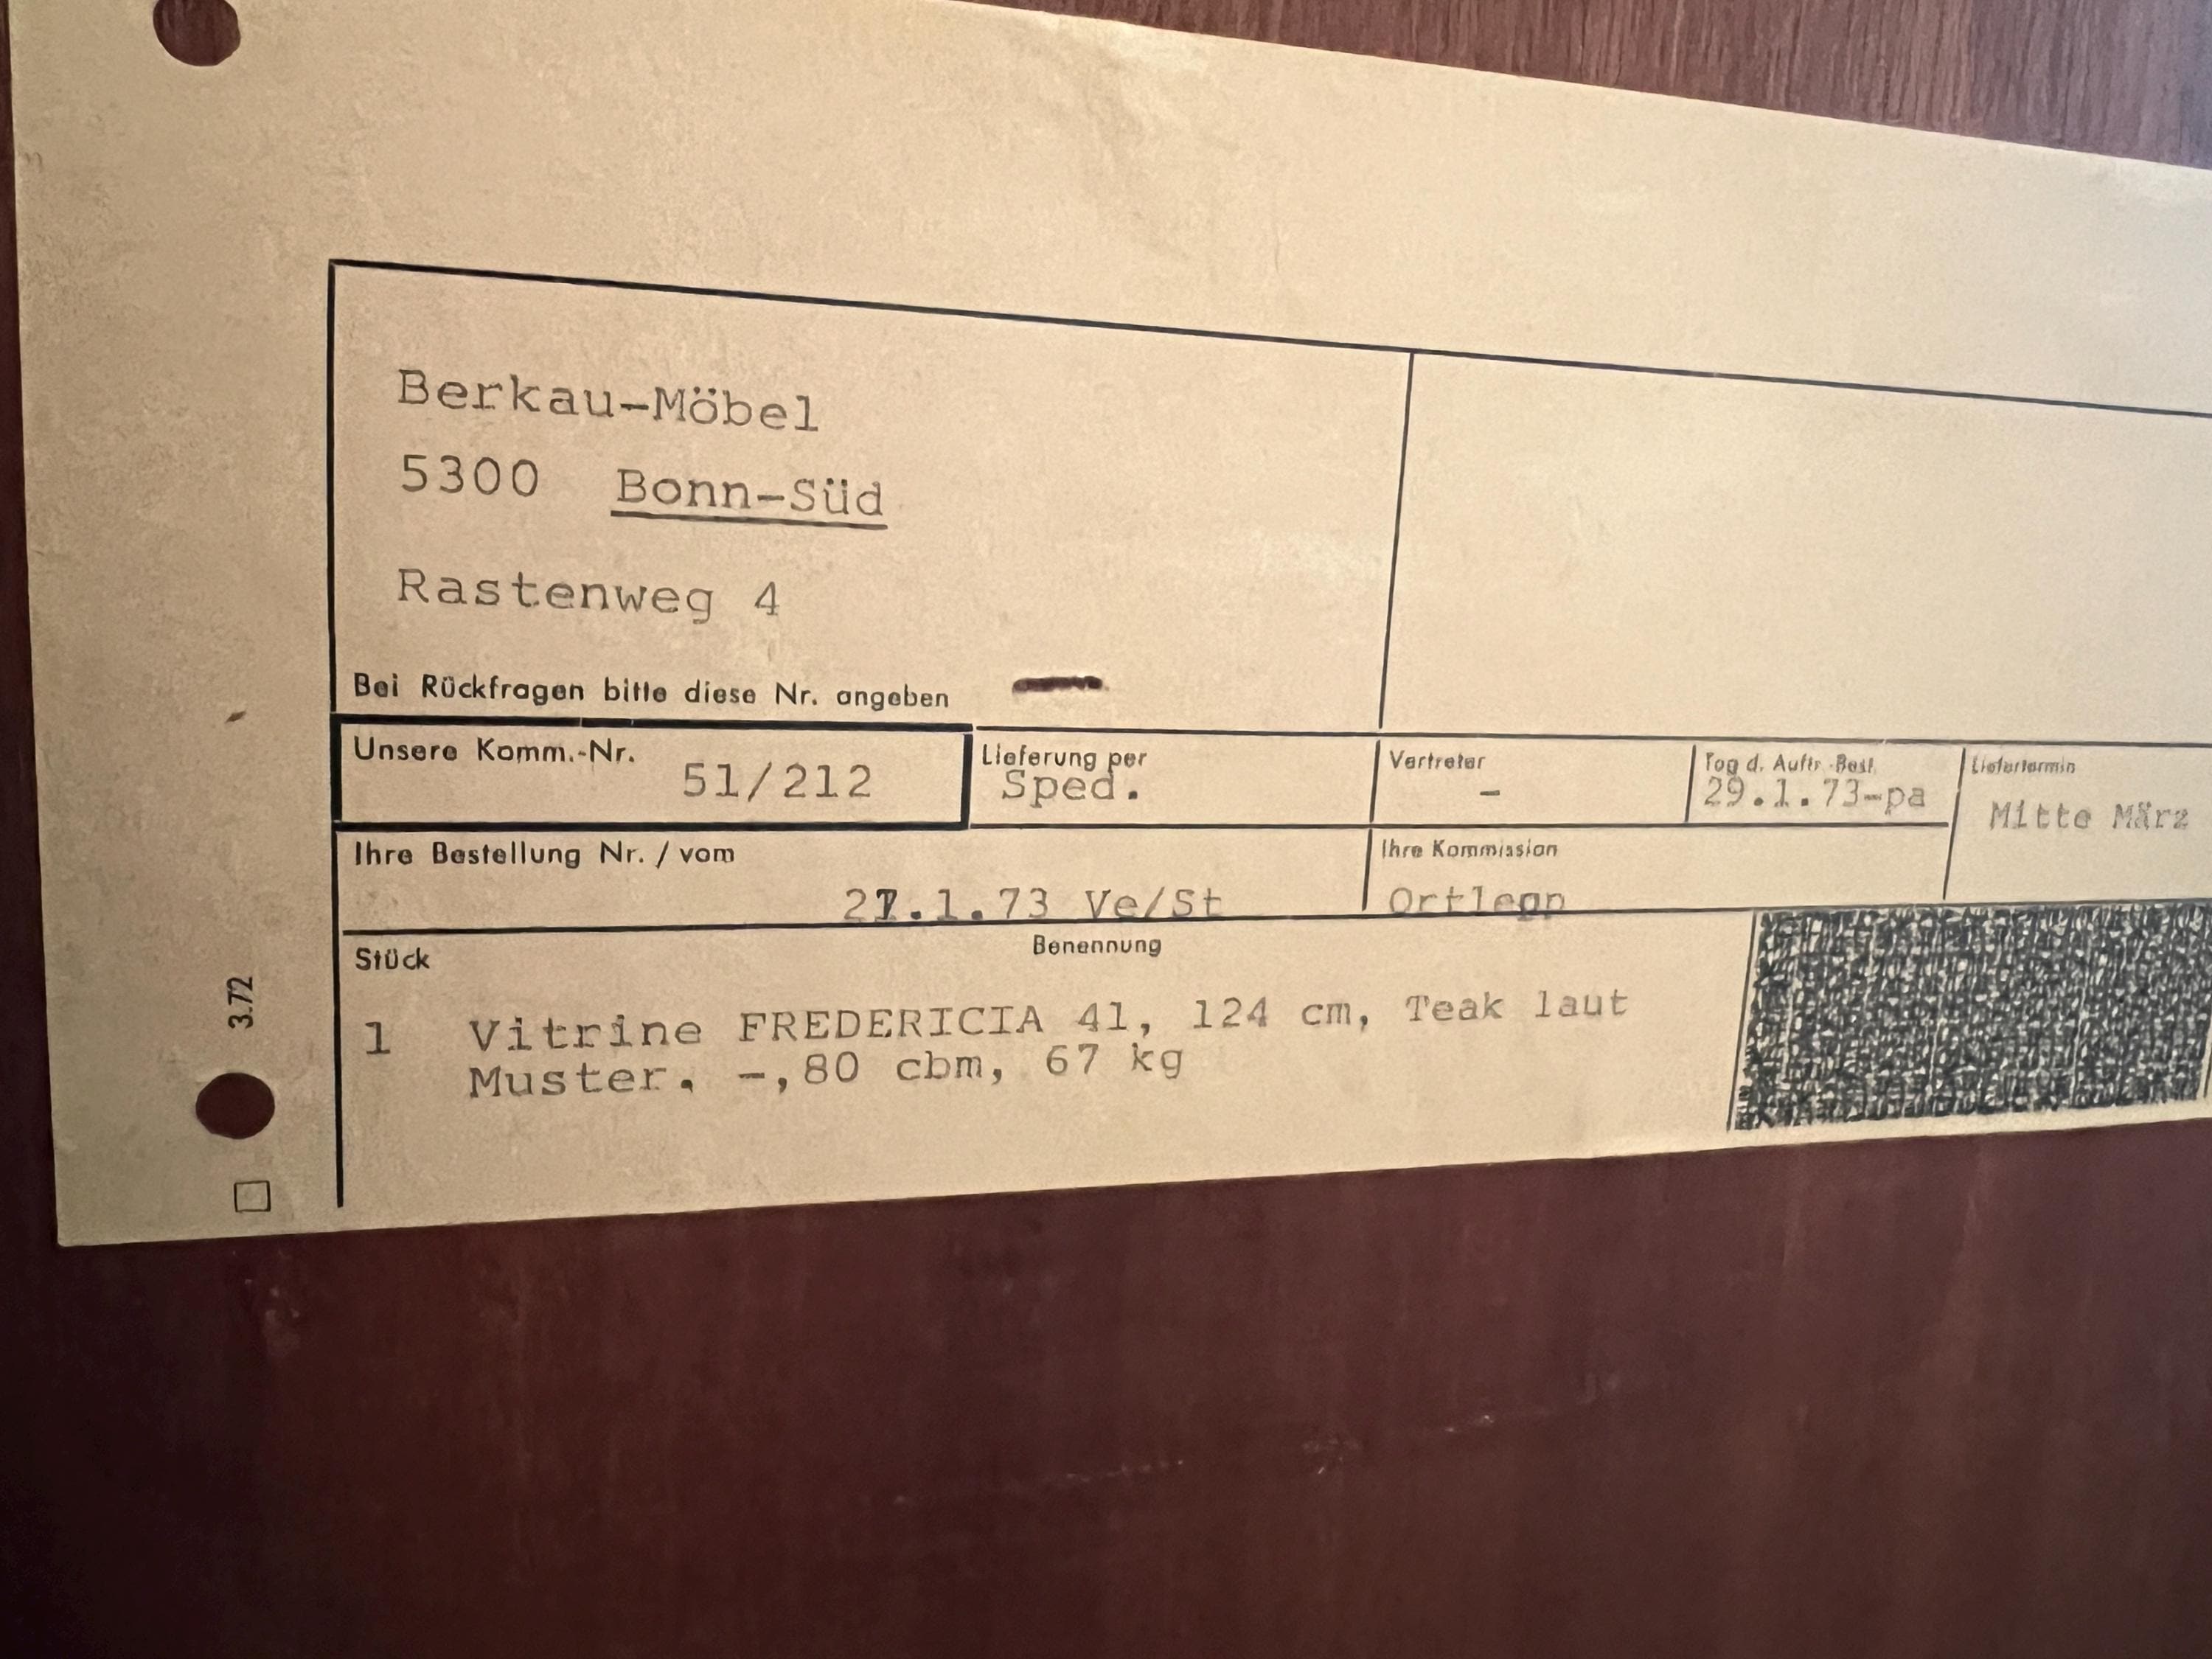 Berkau-Möbel
5300 Bonn-Süd
Rastenweg 4
Bei Rückfragen bitte diese Nr. angeben
Unsere Komm.-Nr. 51/212
Lieferung per
Sped.
Vertreter
-
Tag d. Auftr.-Best.
29.1.73-pa
Liefertermin
Mitte März
Ihre Bestellung Nr. / vom
.1.73 Ve/St
Ihre Kommission
Stück
Benennung
1 Vitrine FREDERICIA 41, 124 cm, Teak laut
Muster. -,80 cbm, 67 kg
3.72